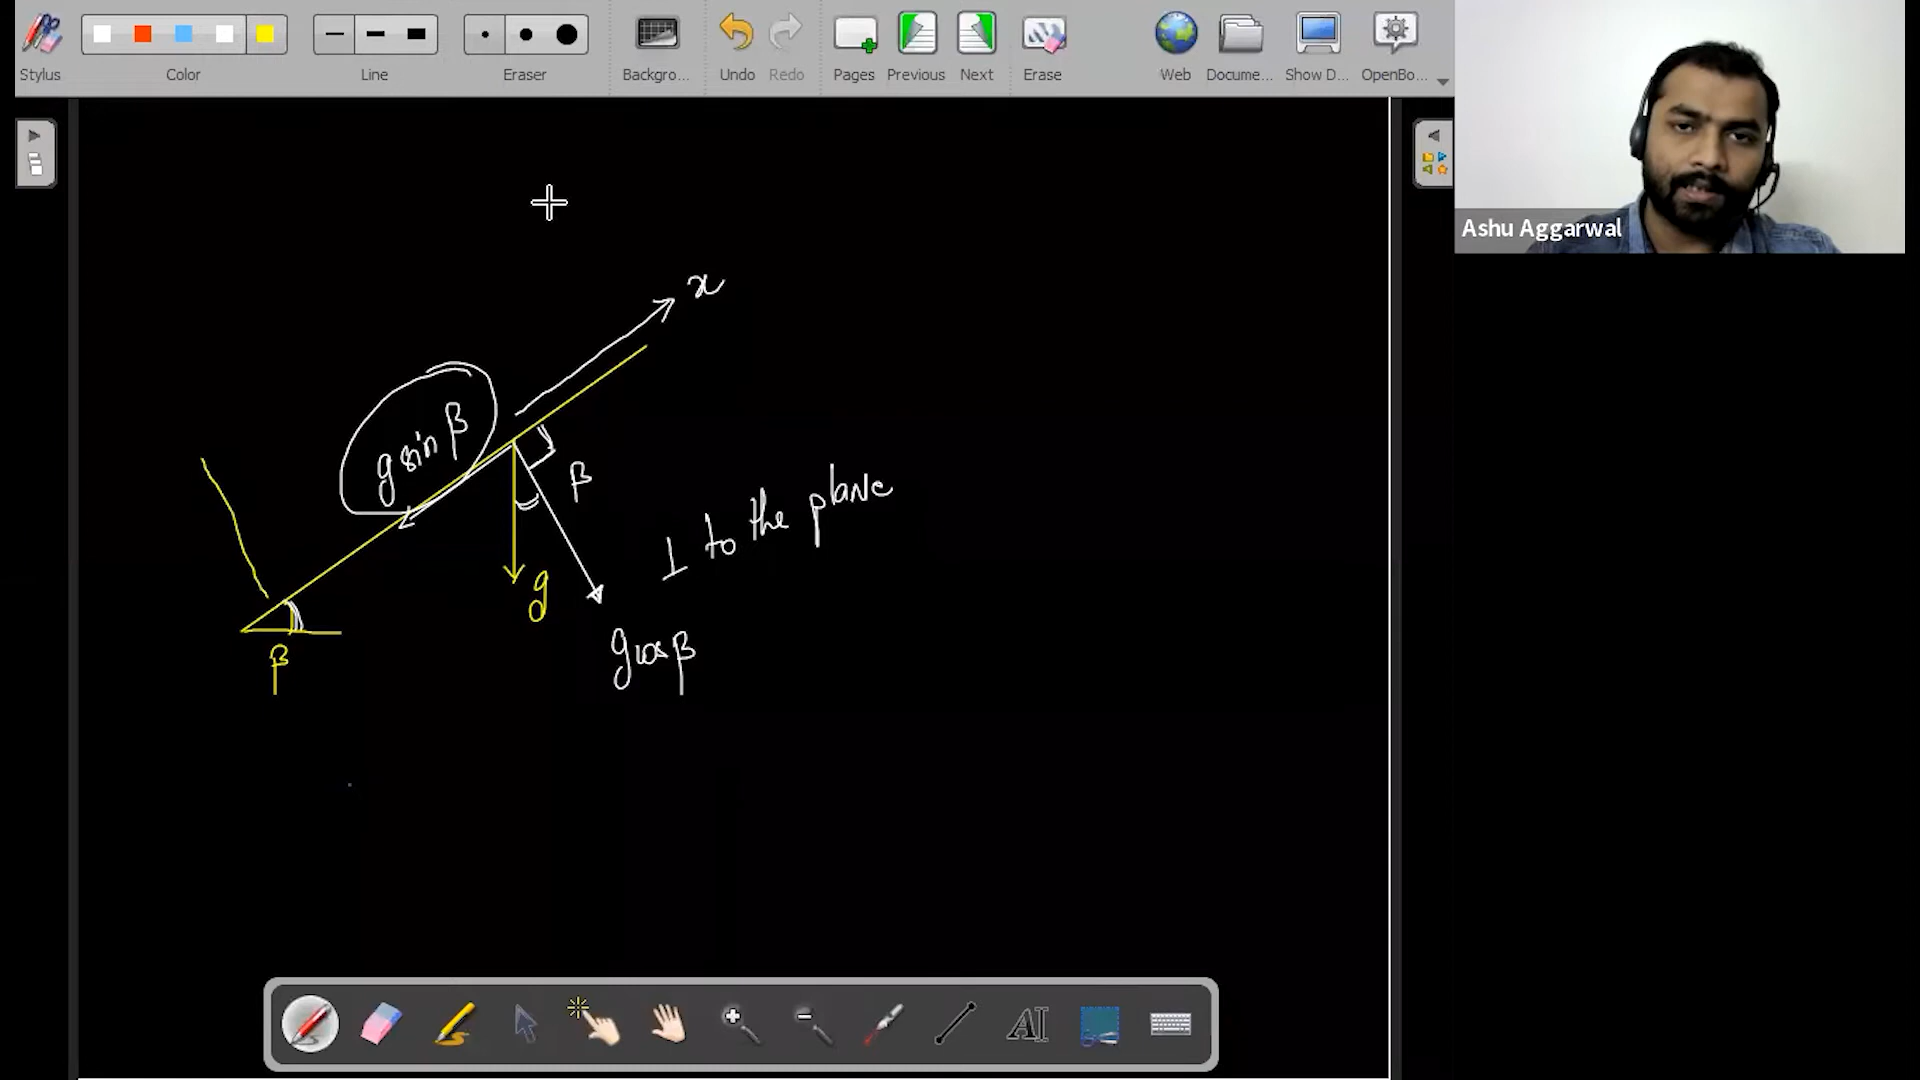 Stylus
Color
Line
Eraser
Backgro...
Undo
Redo
Pages
Previous
Next
Erase
Web
Docume...
Show D...
OpenBo...
Ashu Aggarwal
x
g sin β
β
⊥ to the plane
g
β
g cos β
AI